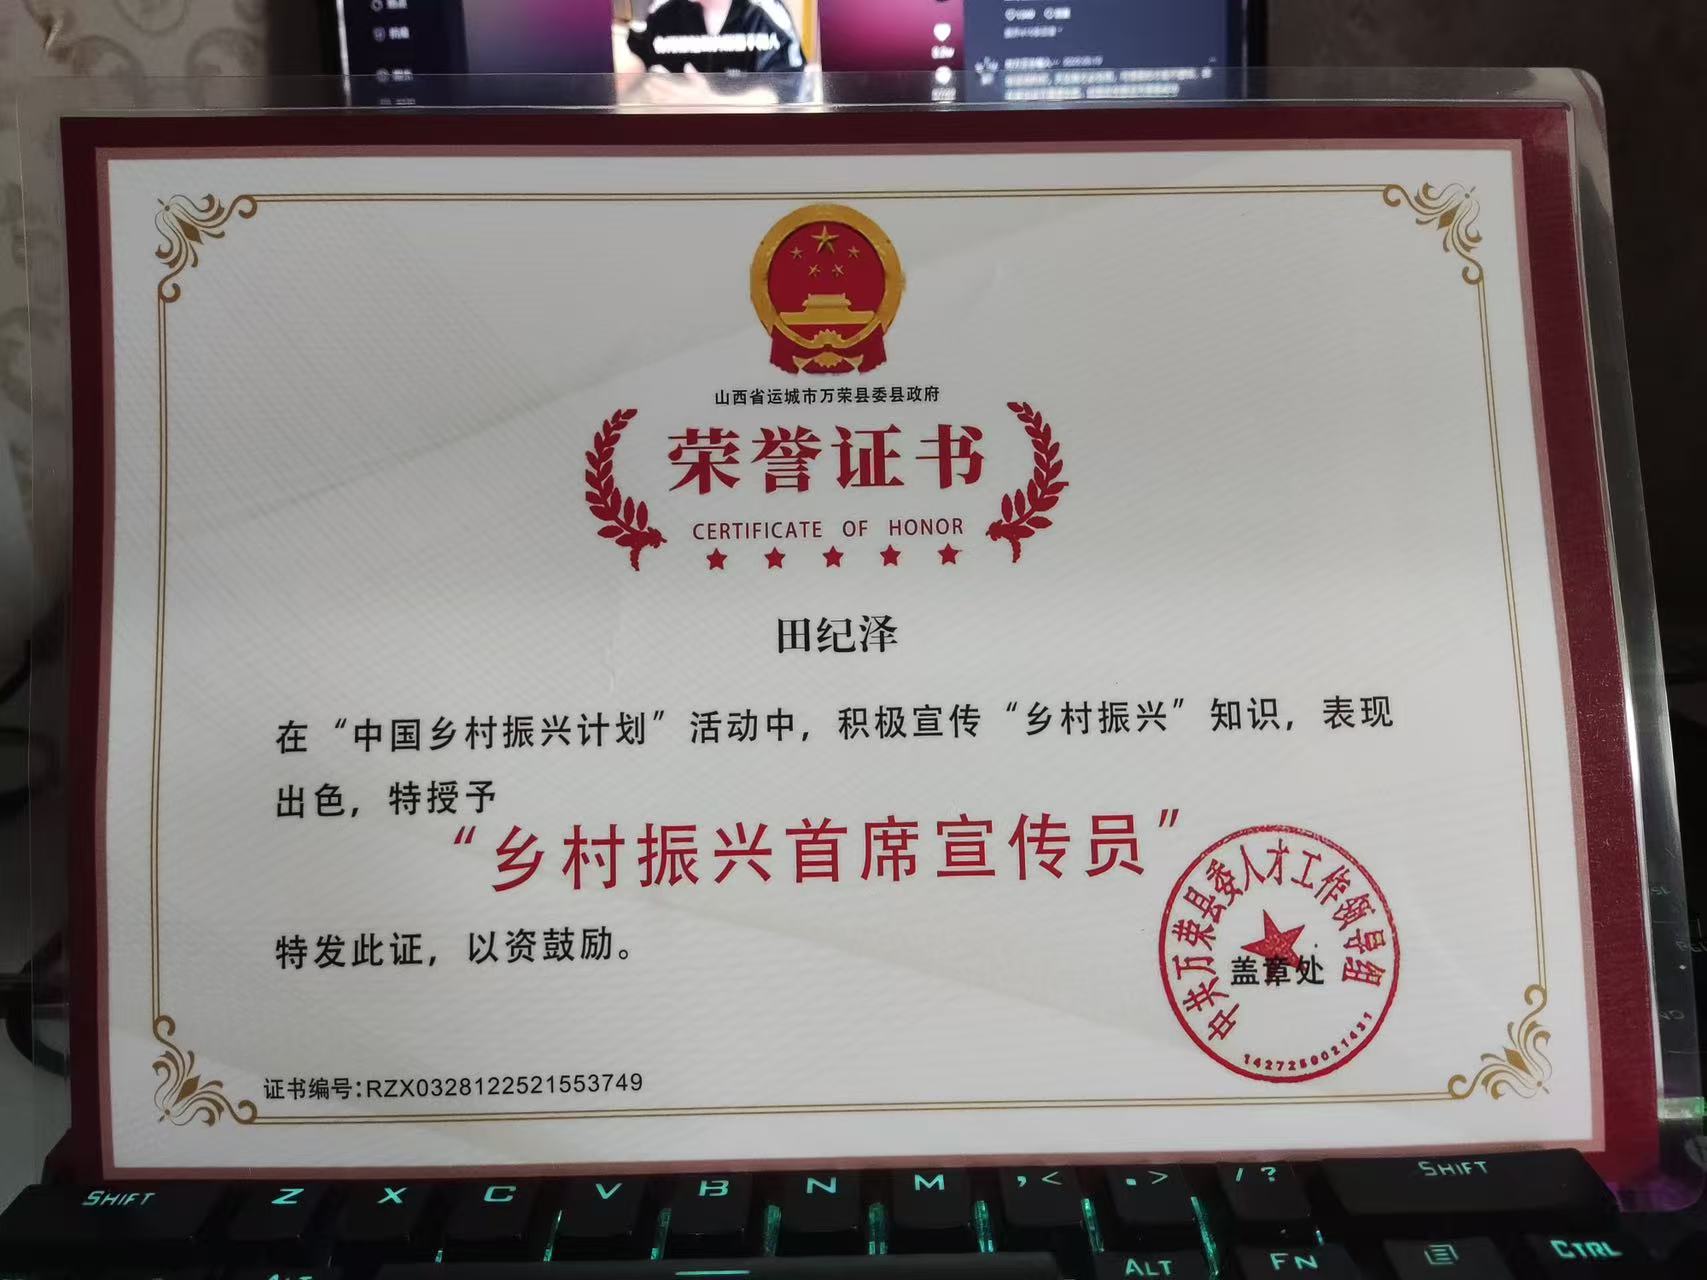 山西省运城市万荣县委县政府
荣誉证书
CERTIFICATE OF HONOR
田纪泽
在“中国乡村振兴计划”活动中，积极宣传“乡村振兴”知识，表现
出色，特授予
“乡村振兴首席宣传员”
特发此证，以资鼓励。
中共万荣县委人才工作领导组
盖章处
1427259021431
证书编号：RZX0328122521553749
SHIFT Z X C V B N M , < . > / ? SHIFT
ALT ALT FN CTRL